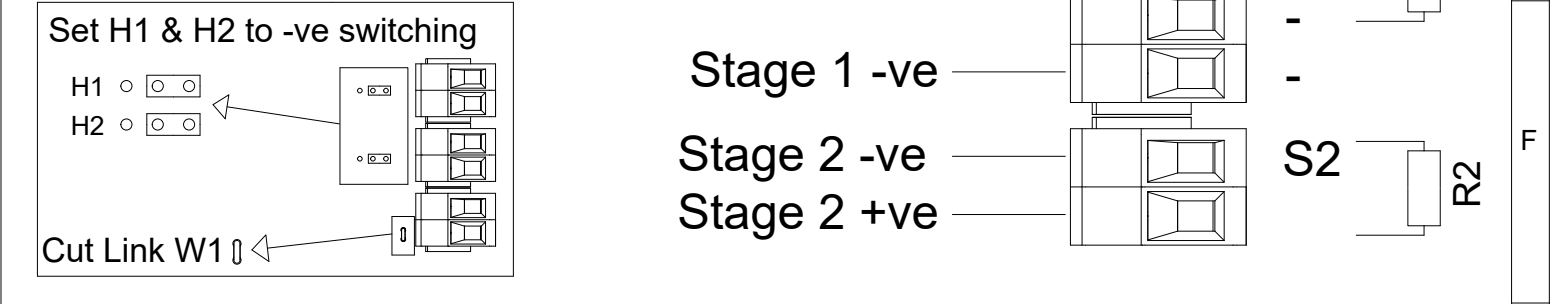 Set H1 & H2 to -ve switching
H1
H2
Cut Link W1
-
Stage 1 -ve -
Stage 2 -ve S2
Stage 2 +ve
R2
F